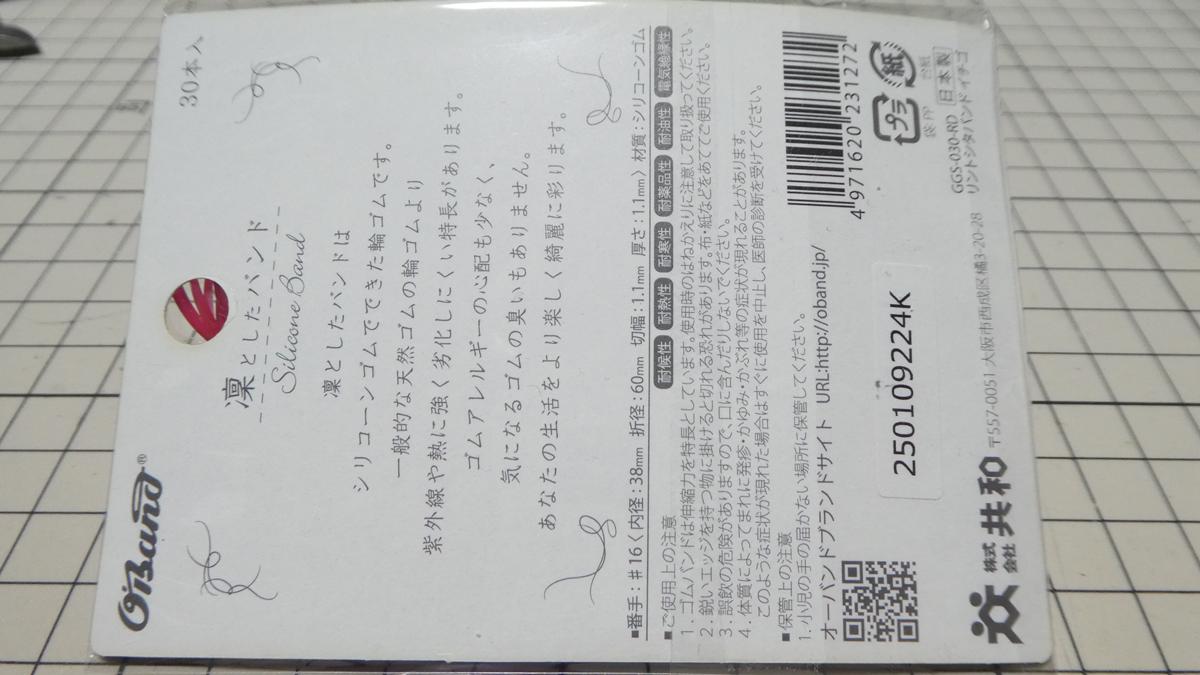 O'Band®
30本入
凛としたバンド
Silicone Band
凛としたバンドは
シリコーンゴムでできた輪ゴムです。
一般的な天然ゴムの輪ゴムより
紫外線や熱に強く劣化しにくい特長があります。
ゴムアレルギーの心配も少なく、
気になるゴムの臭いもありません。
あなたの生活をより楽しく綺麗に彩ります。
■番手:#16〈内径:38mm 折径:60mm 切幅:1.1mm 厚さ:1.1mm〉材質:シリコーンゴム
耐候性 耐熱性 耐寒性 耐薬品性 耐油性 電気絶縁性
■ご使用上の注意
1. ゴムバンドは伸縮力を特長としています。使用時のはねかえりに注意して取り扱ってください。
2. 鋭いエッジを持つ物に掛けると切れる恐れがあります。布・紙などをあててご使用ください。
3. 誤飲の危険がありますので、口に含んだりしないでください。
4. 体質によってまれに発疹・かゆみ・かぶれ等の症状が現れることがあります。
このような症状が現れた場合はすぐに使用を中止し、医師の診断を受けてください。
■保管上の注意
1. 小児の手の届かない場所に保管してください。
オーバンドブランドサイト URL:http://oband.jp/
4971620231272
プラ
袋 PP
紙
台紙
250109224K
GGS-030-RD 日本製
リントシタバンド イチゴ
株式会社 共和 〒557-0051 大阪市西成区橘3-20-28